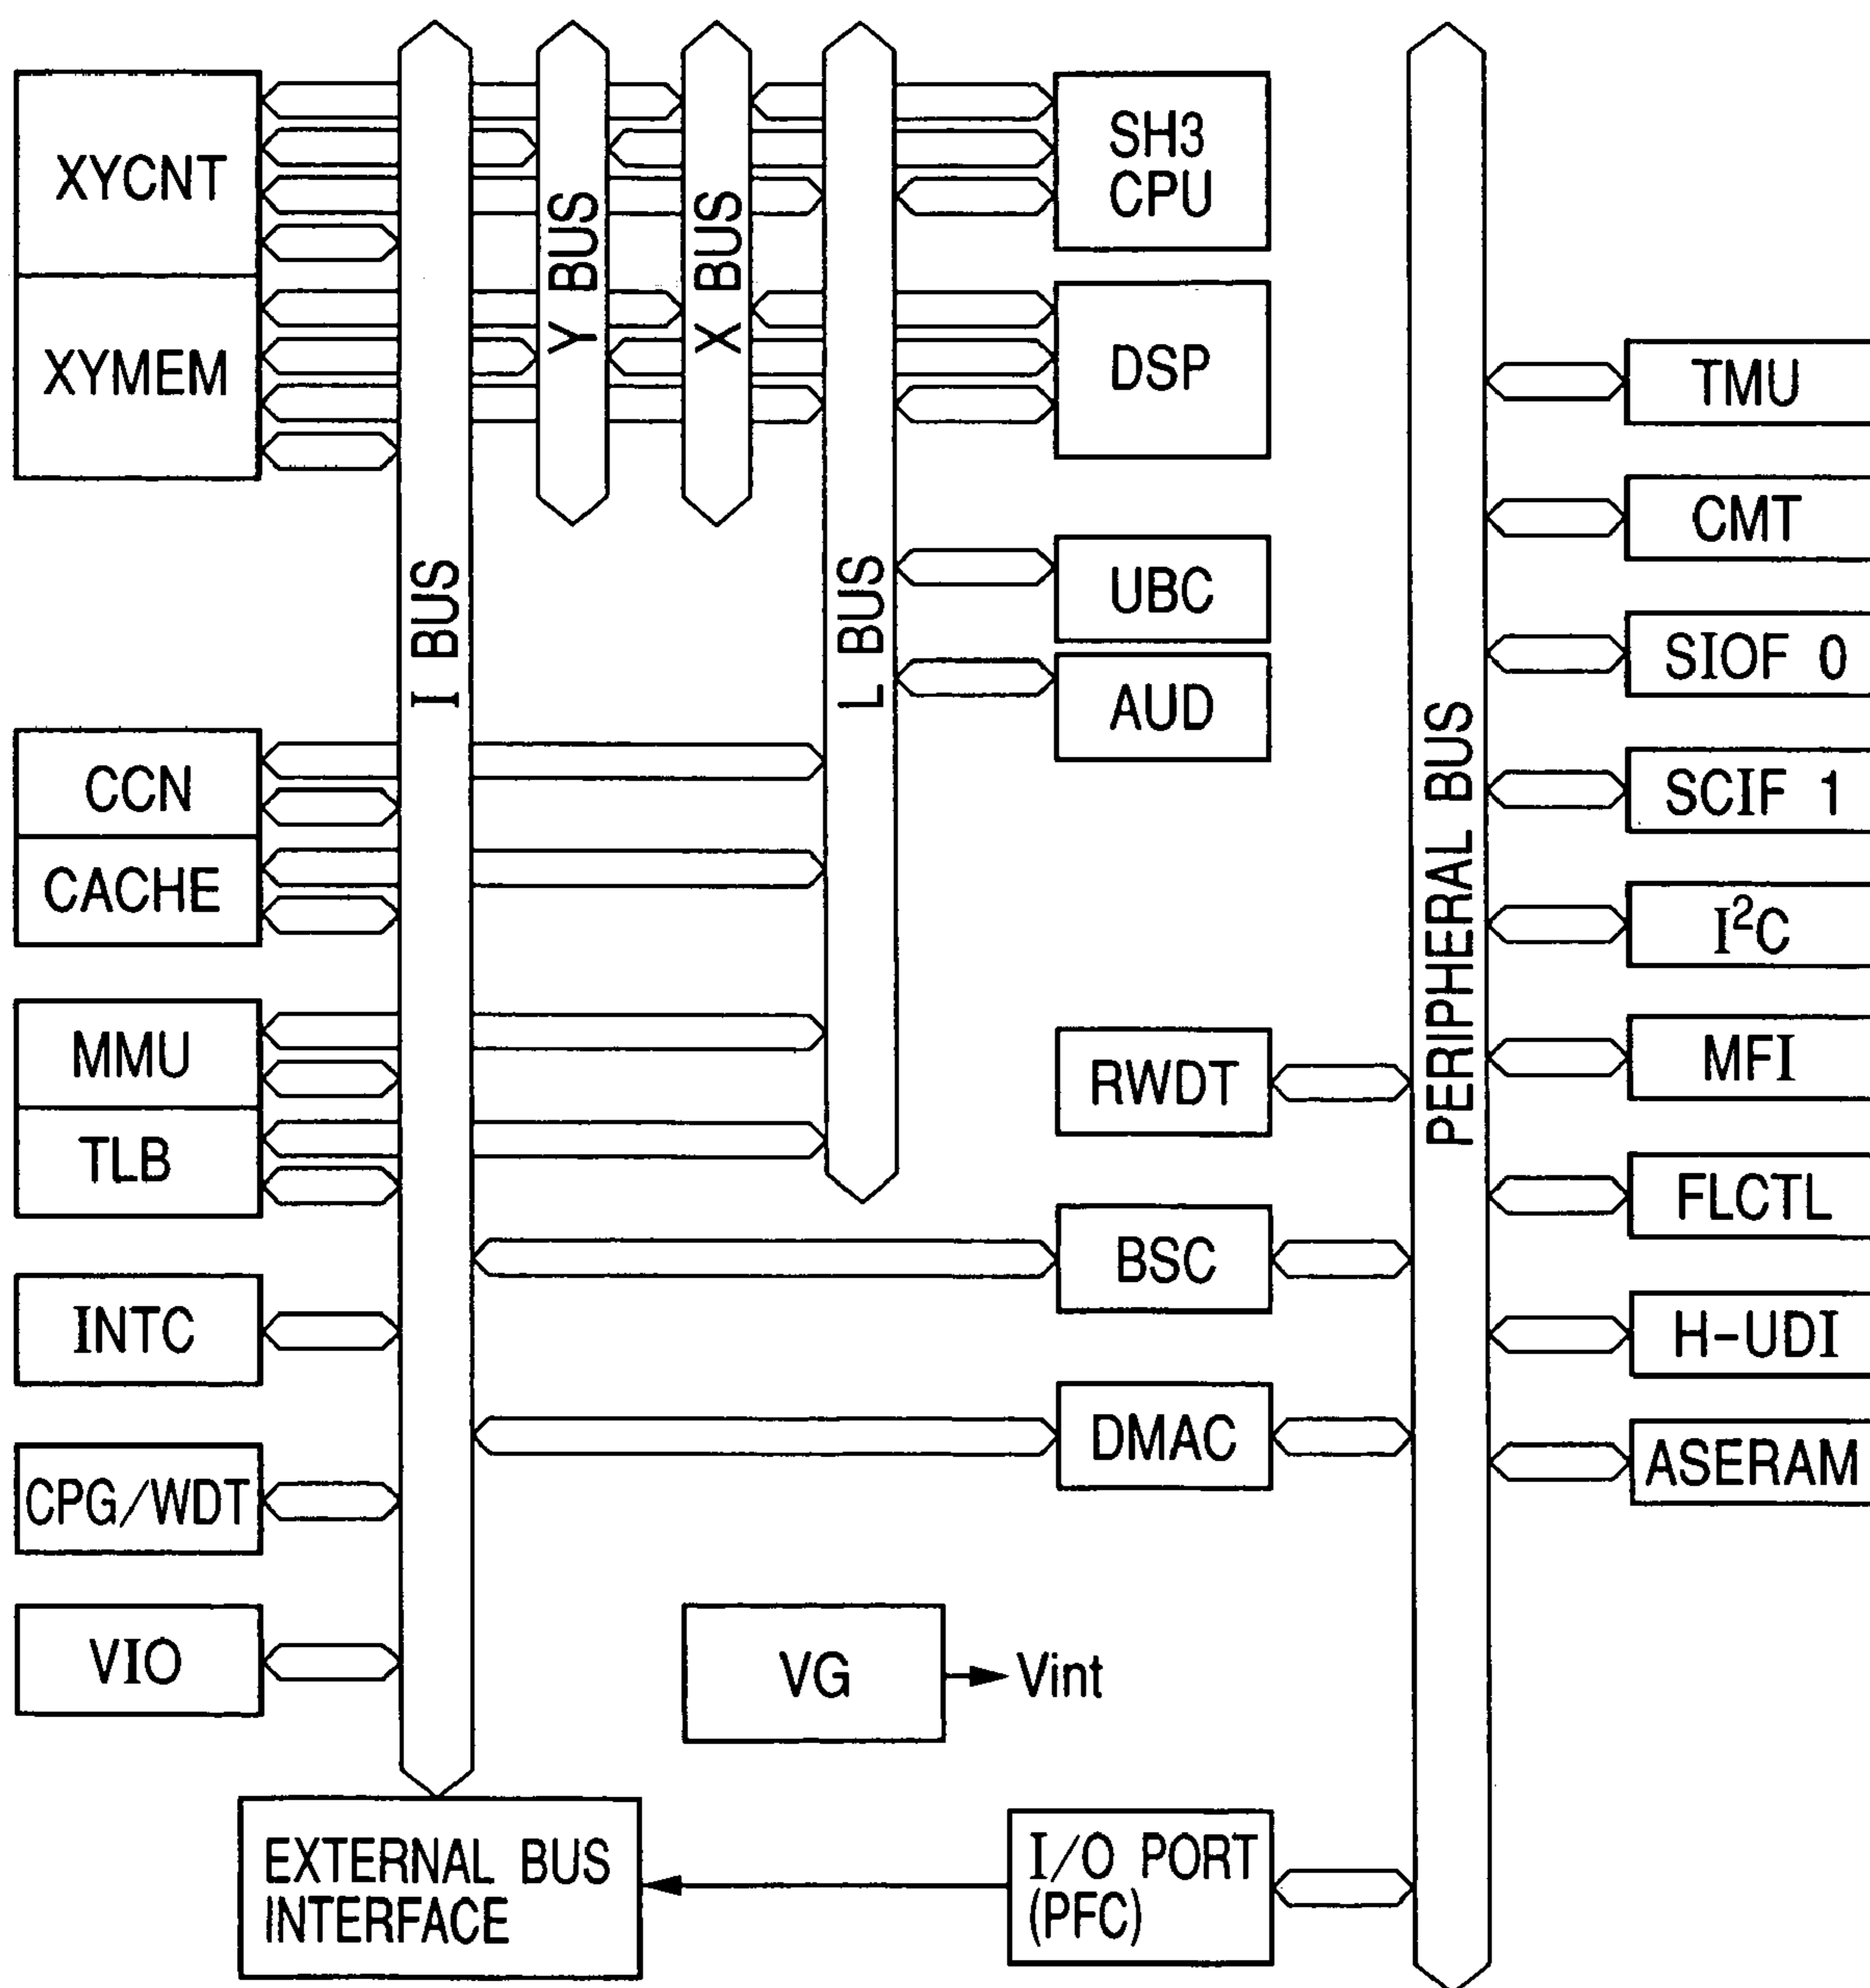 XYCNT
XYMEM
CCN
CACHE
MMU
TLB
INTC
CPG/WDT
VIO
I BUS
Y BUS
X BUS
L BUS
SH3
CPU
DSP
UBC
AUD
RWDT
BSC
DMAC
VG
Vint
EXTERNAL BUS
INTERFACE
I/O PORT
(PFC)
PERIPHERAL BUS
TMU
CMT
SIOF 0
SCIF 1
I²C
MFI
FLCTL
H-UDI
ASERAM